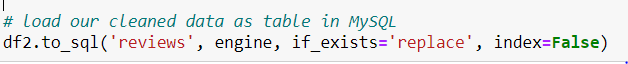 # load our cleaned data as table in MySQL
df2.to_sql('reviews', engine, if_exists='replace', index=False)